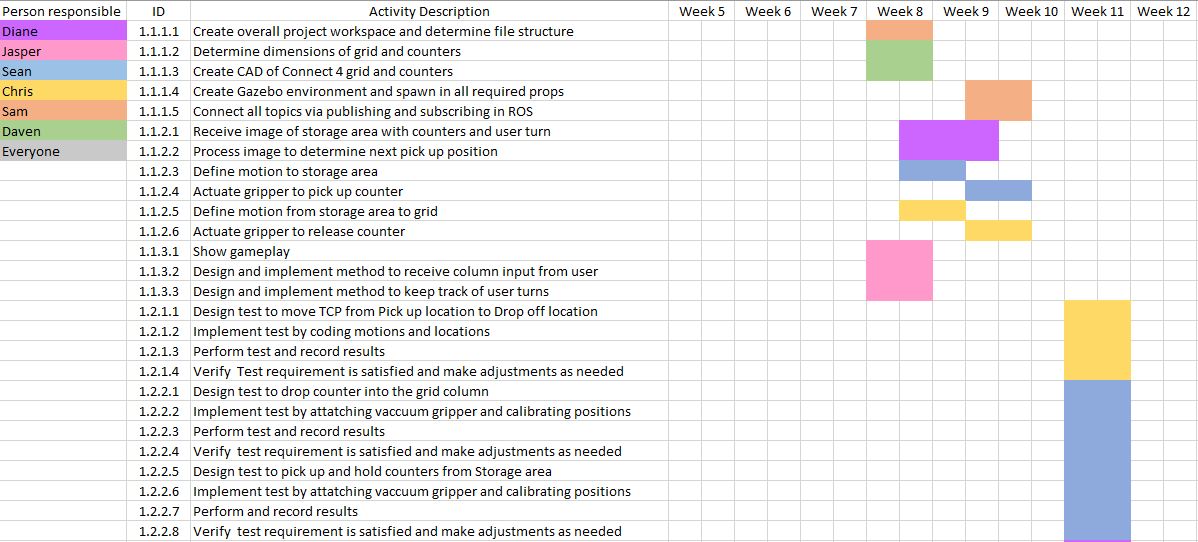 Person responsible ID Activity Description Week 5 Week 6 Week 7 Week 8 Week 9 Week 10 Week 11 Week 12
Diane 1.1.1.1 Create overall project workspace and determine file structure
Jasper 1.1.1.2 Determine dimensions of grid and counters
Sean 1.1.1.3 Create CAD of Connect 4 grid and counters
Chris 1.1.1.4 Create Gazebo environment and spawn in all required props
Sam 1.1.1.5 Connect all topics via publishing and subscribing in ROS
Daven 1.1.2.1 Receive image of storage area with counters and user turn
Everyone 1.1.2.2 Process image to determine next pick up position
1.1.2.3 Define motion to storage area
1.1.2.4 Actuate gripper to pick up counter
1.1.2.5 Define motion from storage area to grid
1.1.2.6 Actuate gripper to release counter
1.1.3.1 Show gameplay
1.1.3.2 Design and implement method to receive column input from user
1.1.3.3 Design and implement method to keep track of user turns
1.2.1.1 Design test to move TCP from Pick up location to Drop off location
1.2.1.2 Implement test by coding motions and locations
1.2.1.3 Perform test and record results
1.2.1.4 Verify Test requirement is satisfied and make adjustments as needed
1.2.2.1 Design test to drop counter into the grid column
1.2.2.2 Implement test by attatching vaccuum gripper and calibrating positions
1.2.2.3 Perform test and record results
1.2.2.4 Verify test requirement is satisfied and make adjustments as needed
1.2.2.5 Design test to pick up and hold counters from Storage area
1.2.2.6 Implement test by attatching vaccuum gripper and calibrating positions
1.2.2.7 Perform and record results
1.2.2.8 Verify test requirement is satisfied and make adjustments as needed